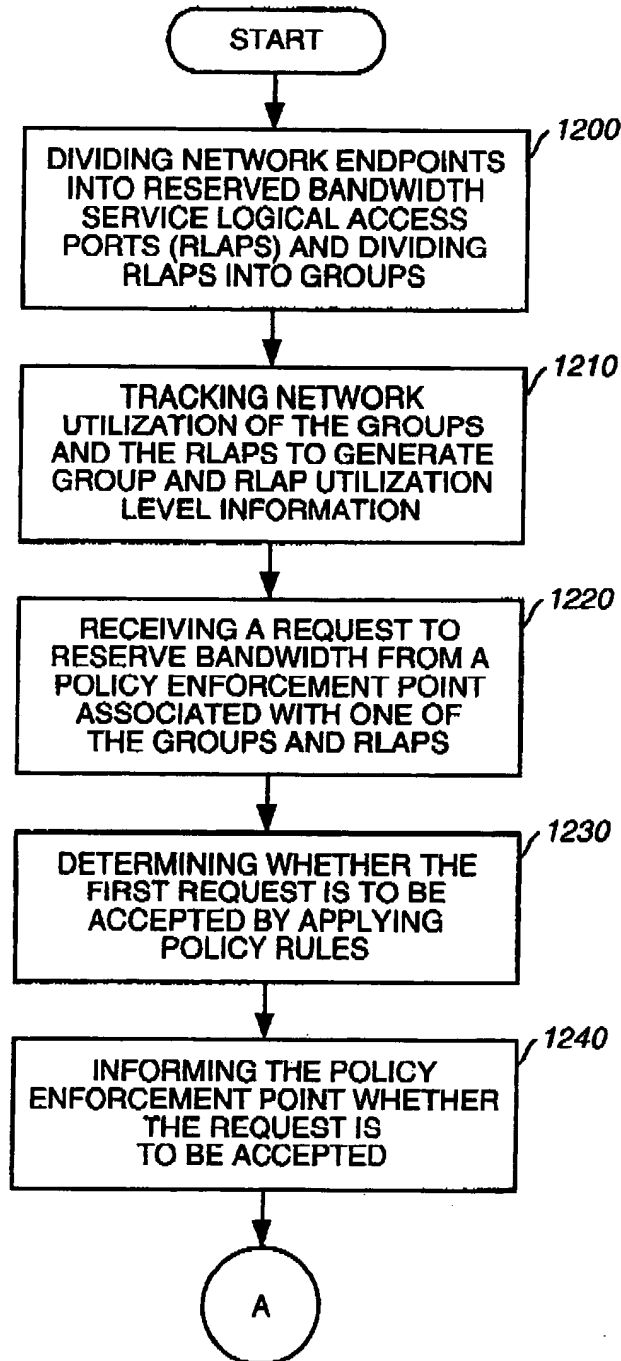 START
1200
DIVIDING NETWORK ENDPOINTS
INTO RESERVED BANDWIDTH
SERVICE LOGICAL ACCESS
PORTS (RLAPS) AND DIVIDING
RLAPS INTO GROUPS
1210
TRACKING NETWORK
UTILIZATION OF THE GROUPS
AND THE RLAPS TO GENERATE
GROUP AND RLAP UTILIZATION
LEVEL INFORMATION
1220
RECEIVING A REQUEST TO
RESERVE BANDWIDTH FROM A
POLICY ENFORCEMENT POINT
ASSOCIATED WITH ONE OF
THE GROUPS AND RLAPS
1230
DETERMINING WHETHER THE
FIRST REQUEST IS TO BE
ACCEPTED BY APPLYING
POLICY RULES
1240
INFORMING THE POLICY
ENFORCEMENT POINT WHETHER
THE REQUEST IS
TO BE ACCEPTED
A